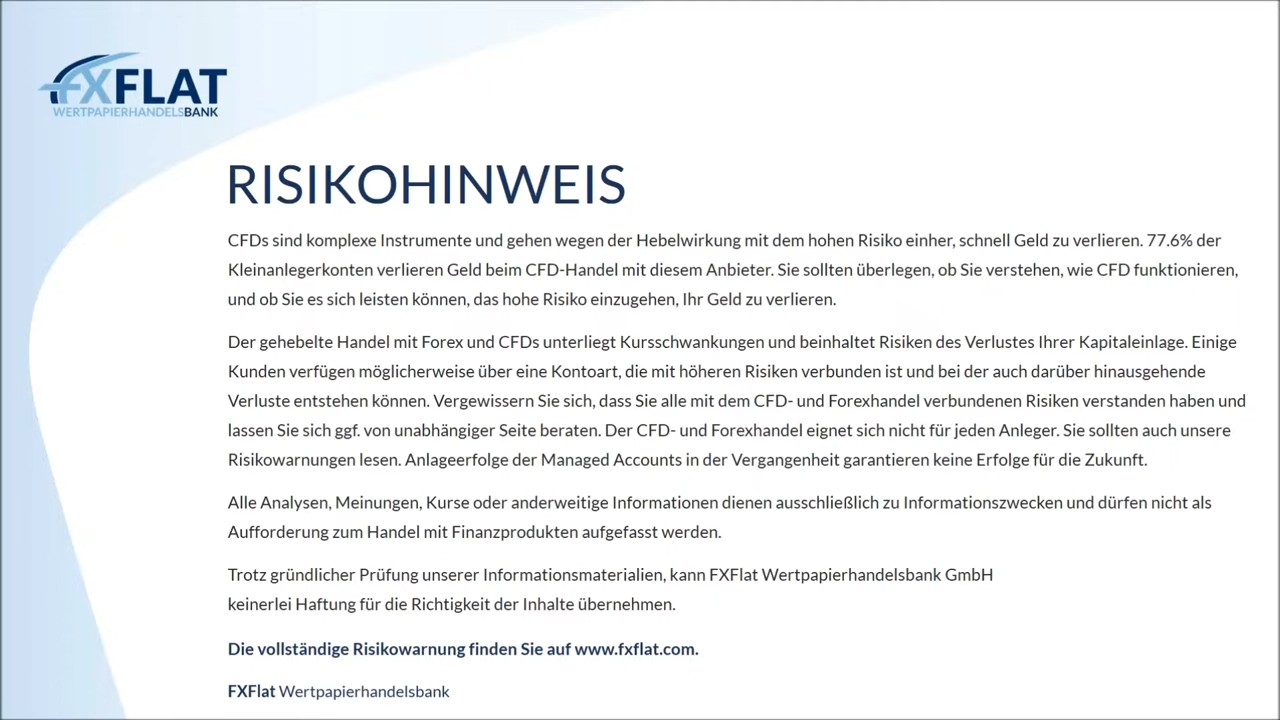 FXFLAT
WERTPAPIERHANDELSBANK
RISIKOHINWEIS
CFDs sind komplexe Instrumente und gehen wegen der Hebelwirkung mit dem hohen Risiko einher, schnell Geld zu verlieren. 77.6% der
Kleinanlegerkonten verlieren Geld beim CFD-Handel mit diesem Anbieter. Sie sollten überlegen, ob Sie verstehen, wie CFD funktionieren,
und ob Sie es sich leisten können, das hohe Risiko einzugehen, Ihr Geld zu verlieren.
Der gehebelte Handel mit Forex und CFDs unterliegt Kursschwankungen und beinhaltet Risiken des Verlustes Ihrer Kapitaleinlage. Einige
Kunden verfügen möglicherweise über eine Kontoart, die mit höheren Risiken verbunden ist und bei der auch darüber hinausgehende
Verluste entstehen können. Vergewissern Sie sich, dass Sie alle mit dem CFD- und Forexhandel verbundenen Risiken verstanden haben und
lassen Sie sich ggf. von unabhängiger Seite beraten. Der CFD- und Forexhandel eignet sich nicht für jeden Anleger. Sie sollten auch unsere
Risikowarnungen lesen. Anlageerfolge der Managed Accounts in der Vergangenheit garantieren keine Erfolge für die Zukunft.
Alle Analysen, Meinungen, Kurse oder anderweitige Informationen dienen ausschließlich zu Informationszwecken und dürfen nicht als
Aufforderung zum Handel mit Finanzprodukten aufgefasst werden.
Trotz gründlicher Prüfung unserer Informationsmaterialien, kann FXFlat Wertpapierhandelsbank GmbH
keinerlei Haftung für die Richtigkeit der Inhalte übernehmen.
Die vollständige Risikowarnung finden Sie auf www.fxflat.com.
FXFlat Wertpapierhandelsbank